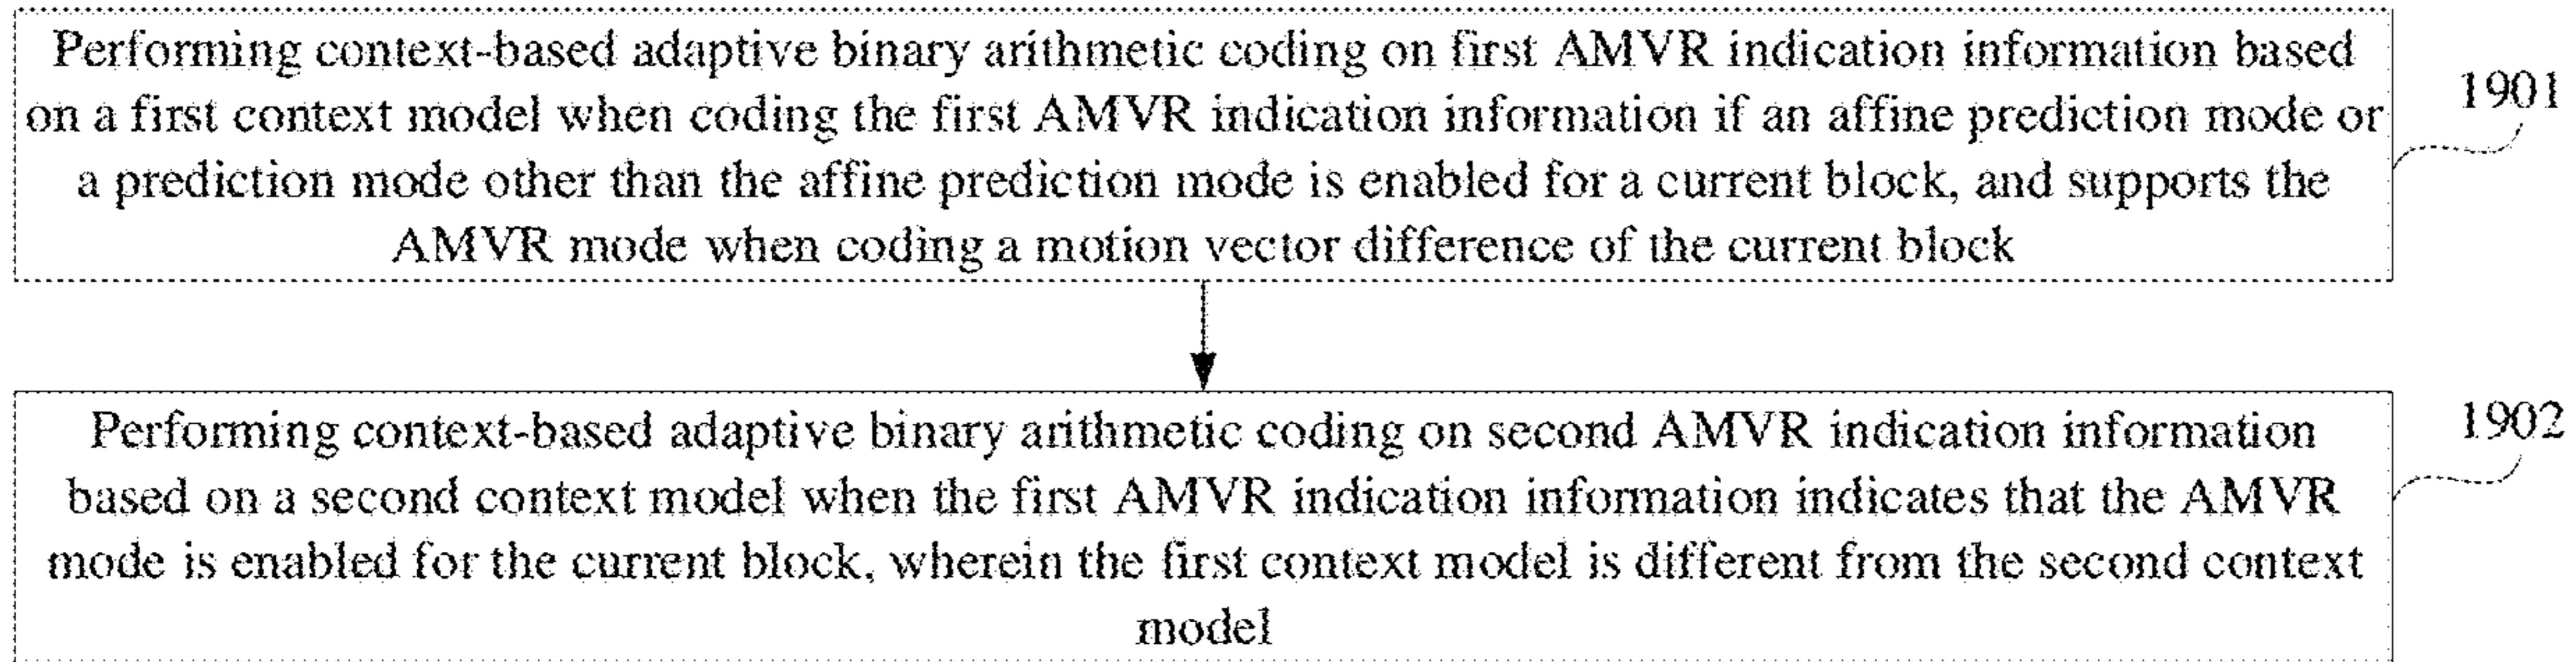 Performing context-based adaptive binary arithmetic coding on first AMVR indication information based
on a first context model when coding the first AMVR indication information if an affine prediction mode or
a prediction mode other than the affine prediction mode is enabled for a current block, and supports the
AMVR mode when coding a motion vector difference of the current block
1901
Performing context-based adaptive binary arithmetic coding on second AMVR indication information
based on a second context model when the first AMVR indication information indicates that the AMVR
mode is enabled for the current block, wherein the first context model is different from the second context
model
1902